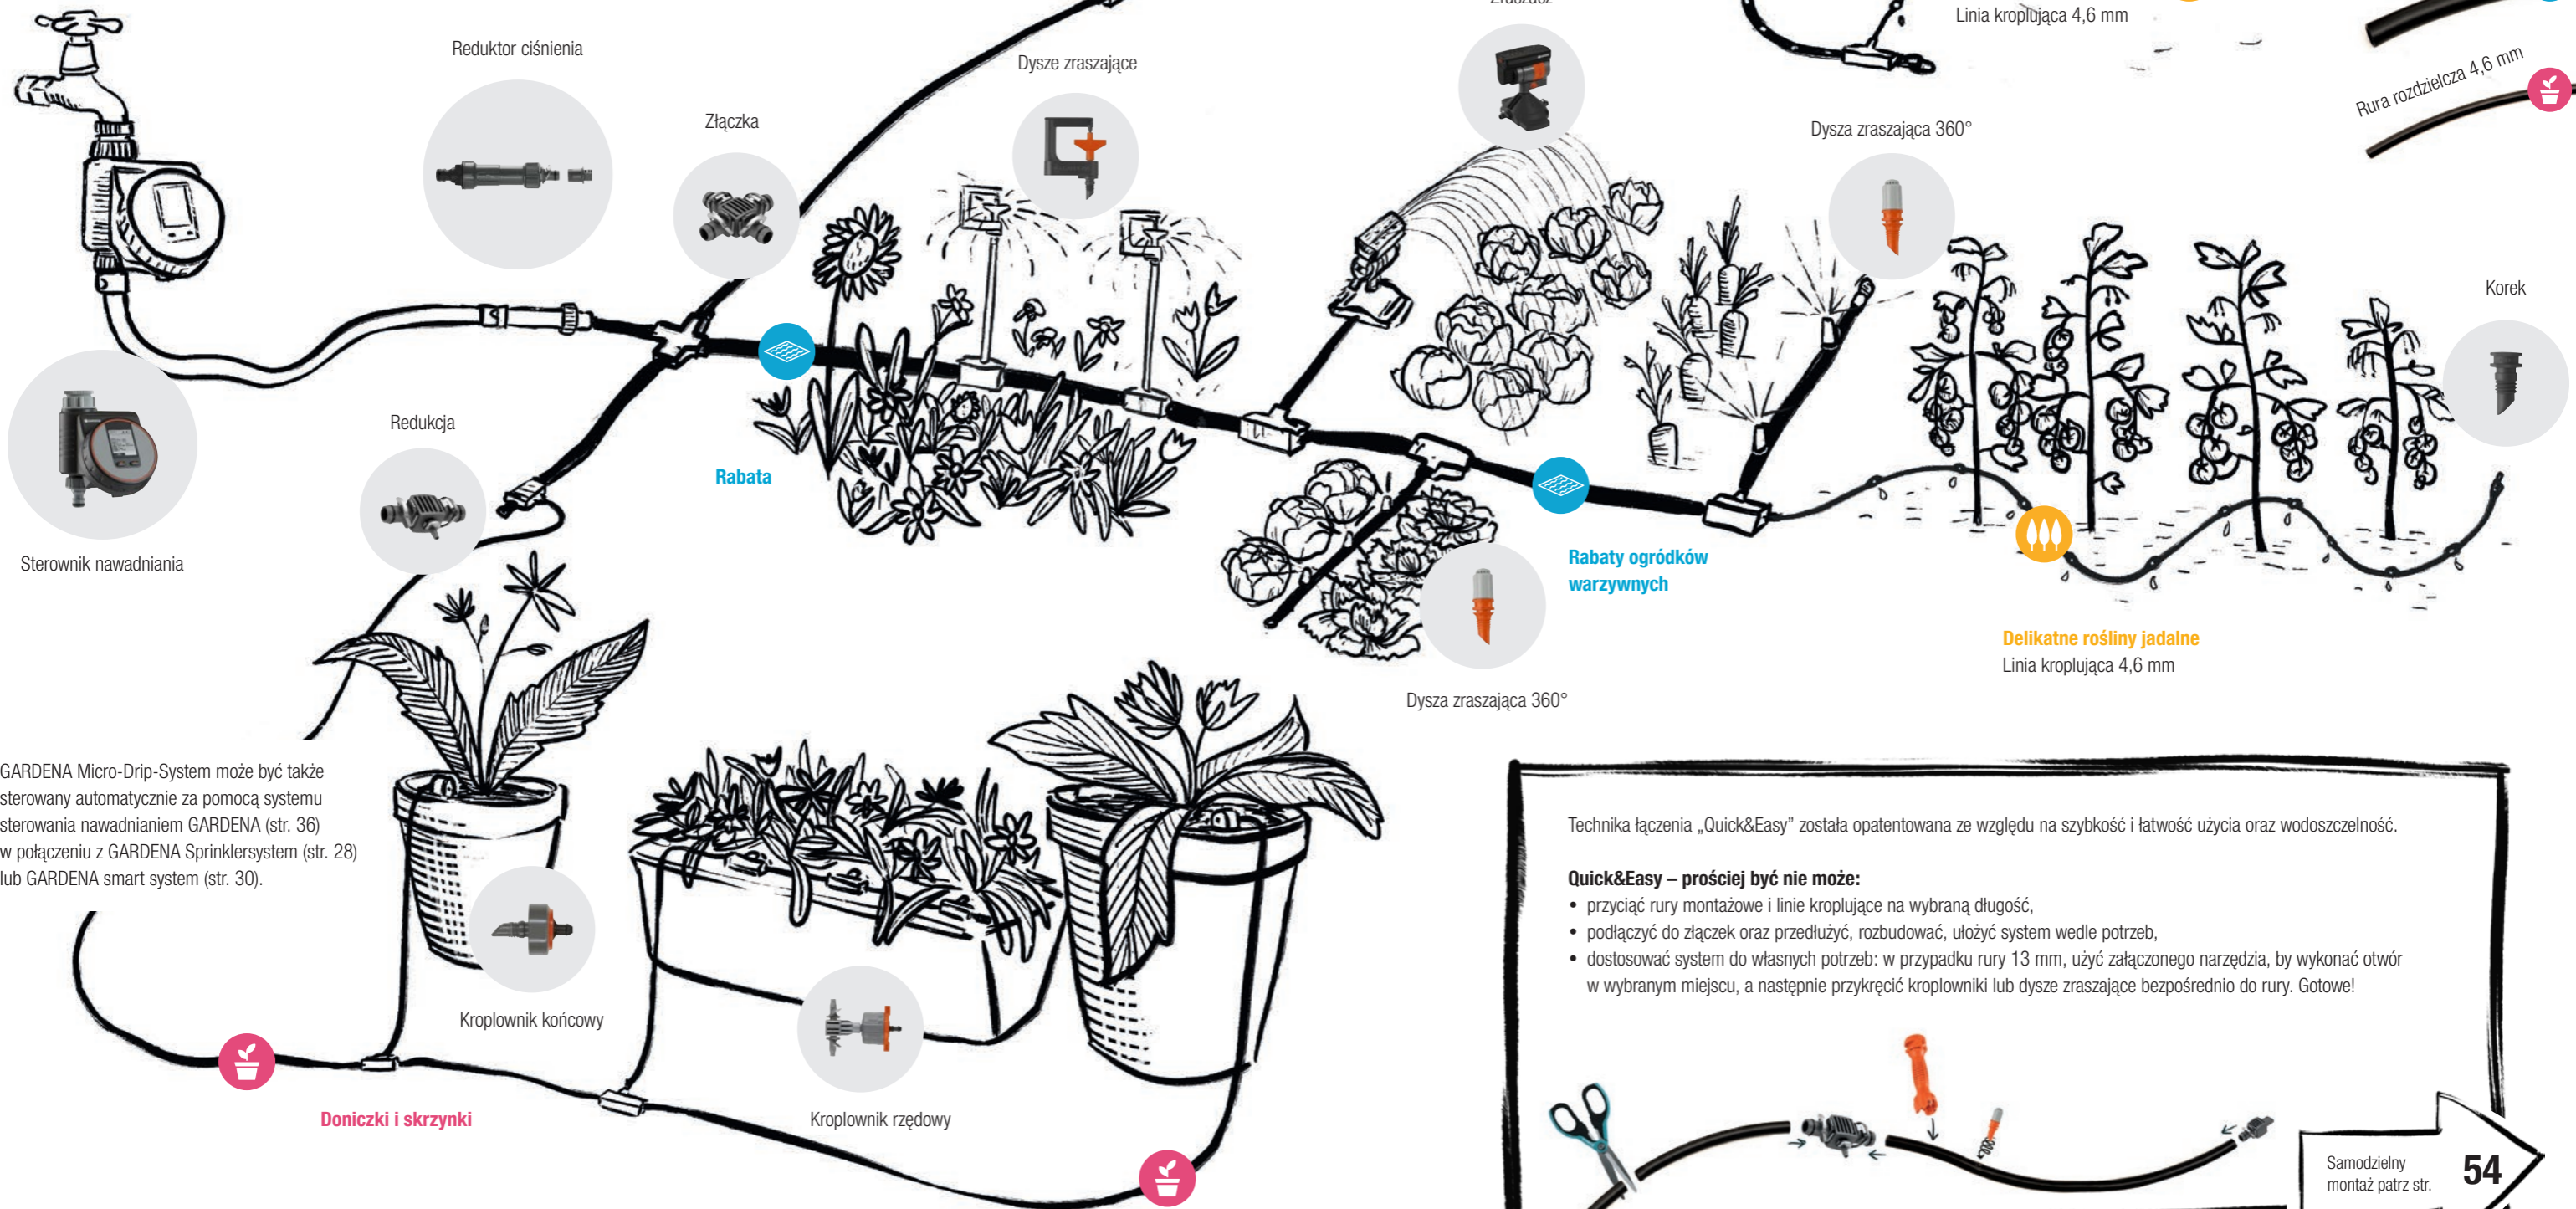 Zraszacz
Linia kroplująca 4,6 mm
Rura rozdzielcza 4,6 mm
Reduktor ciśnienia
Dysze zraszające
Złączka
Dysza zraszająca 360°
Korek
Redukcja
Rabata
Sterownik nawadniania
Rabaty ogródków
warzywnych
Delikatne rośliny jadalne
Linia kroplująca 4,6 mm
Dysza zraszająca 360°
GARDENA Micro-Drip-System może być także
sterowany automatycznie za pomocą systemu
sterowania nawadnianiem GARDENA (str. 36)
w połączeniu z GARDENA Sprinklersystem (str. 28)
lub GARDENA smart system (str. 30).
Kroplownik końcowy
Doniczki i skrzynki
Kroplownik rzędowy
Technika łączenia „Quick&Easy” została opatentowana ze względu na szybkość i łatwość użycia oraz wodoszczelność.
Quick&Easy – prościej być nie może:
• przyciąć rury montażowe i linie kroplujące na wybraną długość,
• podłączyć do złączek oraz przedłużyć, rozbudować, ułożyć system wedle potrzeb,
• dostosować system do własnych potrzeb: w przypadku rury 13 mm, użyć załączonego narzędzia, by wykonać otwór
w wybranym miejscu, a następnie przykręcić kroplowniki lub dysze zraszające bezpośrednio do rury. Gotowe!
Samodzielny
montaż patrz str.
54